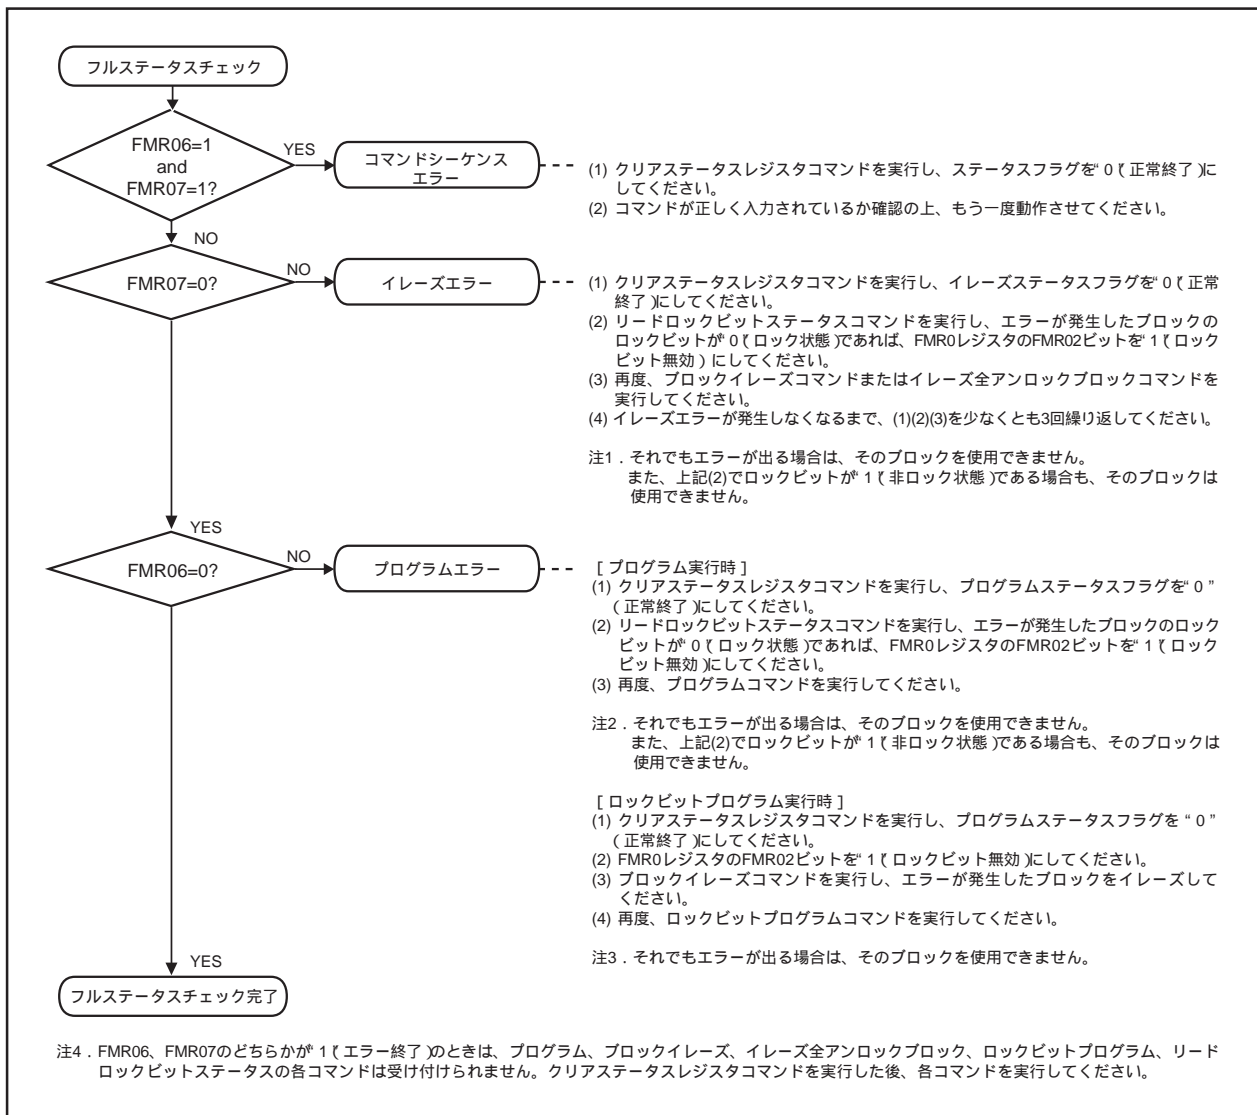 フルステータスチェック
FMR06=1
and
FMR07=1?
YES
コマンドシーケンス
エラー
(1) クリアステータスレジスタコマンドを実行し、ステータスフラグを“0”(正常終了)に
してください。
(2) コマンドが正しく入力されているか確認の上、もう一度動作させてください。
NO
FMR07=0?
NO
イレーズエラー
(1) クリアステータスレジスタコマンドを実行し、イレーズステータスフラグを“0”(正常
終了)にしてください。
(2) リードロックビットステータスコマンドを実行し、エラーが発生したブロックの
ロックビットが“0”(ロック状態)であれば、FMR0レジスタのFMR02ビットを“1”(ロック
ビット無効)にしてください。
(3) 再度、ブロックイレーズコマンドまたはイレーズ全アンロックブロックコマンドを
実行してください。
(4) イレーズエラーが発生しなくなるまで、(1)(2)(3)を少なくとも3回繰り返してください。
注1．それでもエラーが出る場合は、そのブロックを使用できません。
また、上記(2)でロックビットが“1”(非ロック状態)である場合も、そのブロックは
使用できません。
YES
FMR06=0?
NO
プログラムエラー
[プログラム実行時]
(1) クリアステータスレジスタコマンドを実行し、プログラムステータスフラグを“0”
(正常終了)にしてください。
(2) リードロックビットステータスコマンドを実行し、エラーが発生したブロックのロック
ビットが“0”(ロック状態)であれば、FMR0レジスタのFMR02ビットを“1”(ロック
ビット無効)にしてください。
(3) 再度、プログラムコマンドを実行してください。
注2．それでもエラーが出る場合は、そのブロックを使用できません。
また、上記(2)でロックビットが“1”(非ロック状態)である場合も、そのブロックは
使用できません。
[ロックビットプログラム実行時]
(1) クリアステータスレジスタコマンドを実行し、プログラムステータスフラグを“0”
(正常終了)にしてください。
(2) FMR0レジスタのFMR02ビットを“1”(ロックビット無効)にしてください。
(3) ブロックイレーズコマンドを実行し、エラーが発生したブロックをイレーズして
ください。
(4) 再度、ロックビットプログラムコマンドを実行してください。
注3．それでもエラーが出る場合は、そのブロックを使用できません。
YES
フルステータスチェック完了
注4．FMR06、FMR07のどちらかが“1”(エラー終了)のときは、プログラム、ブロックイレーズ、イレーズ全アンロックブロック、ロックビットプログラム、リード
ロックビットステータスの各コマンドは受け付けられません。クリアステータスレジスタコマンドを実行した後、各コマンドを実行してください。